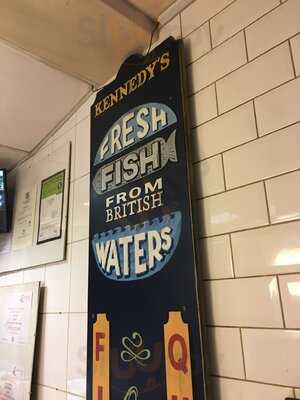 KENNEDY'S
FRESH
FISH
FROM
BRITISH
WATERS
F
Q